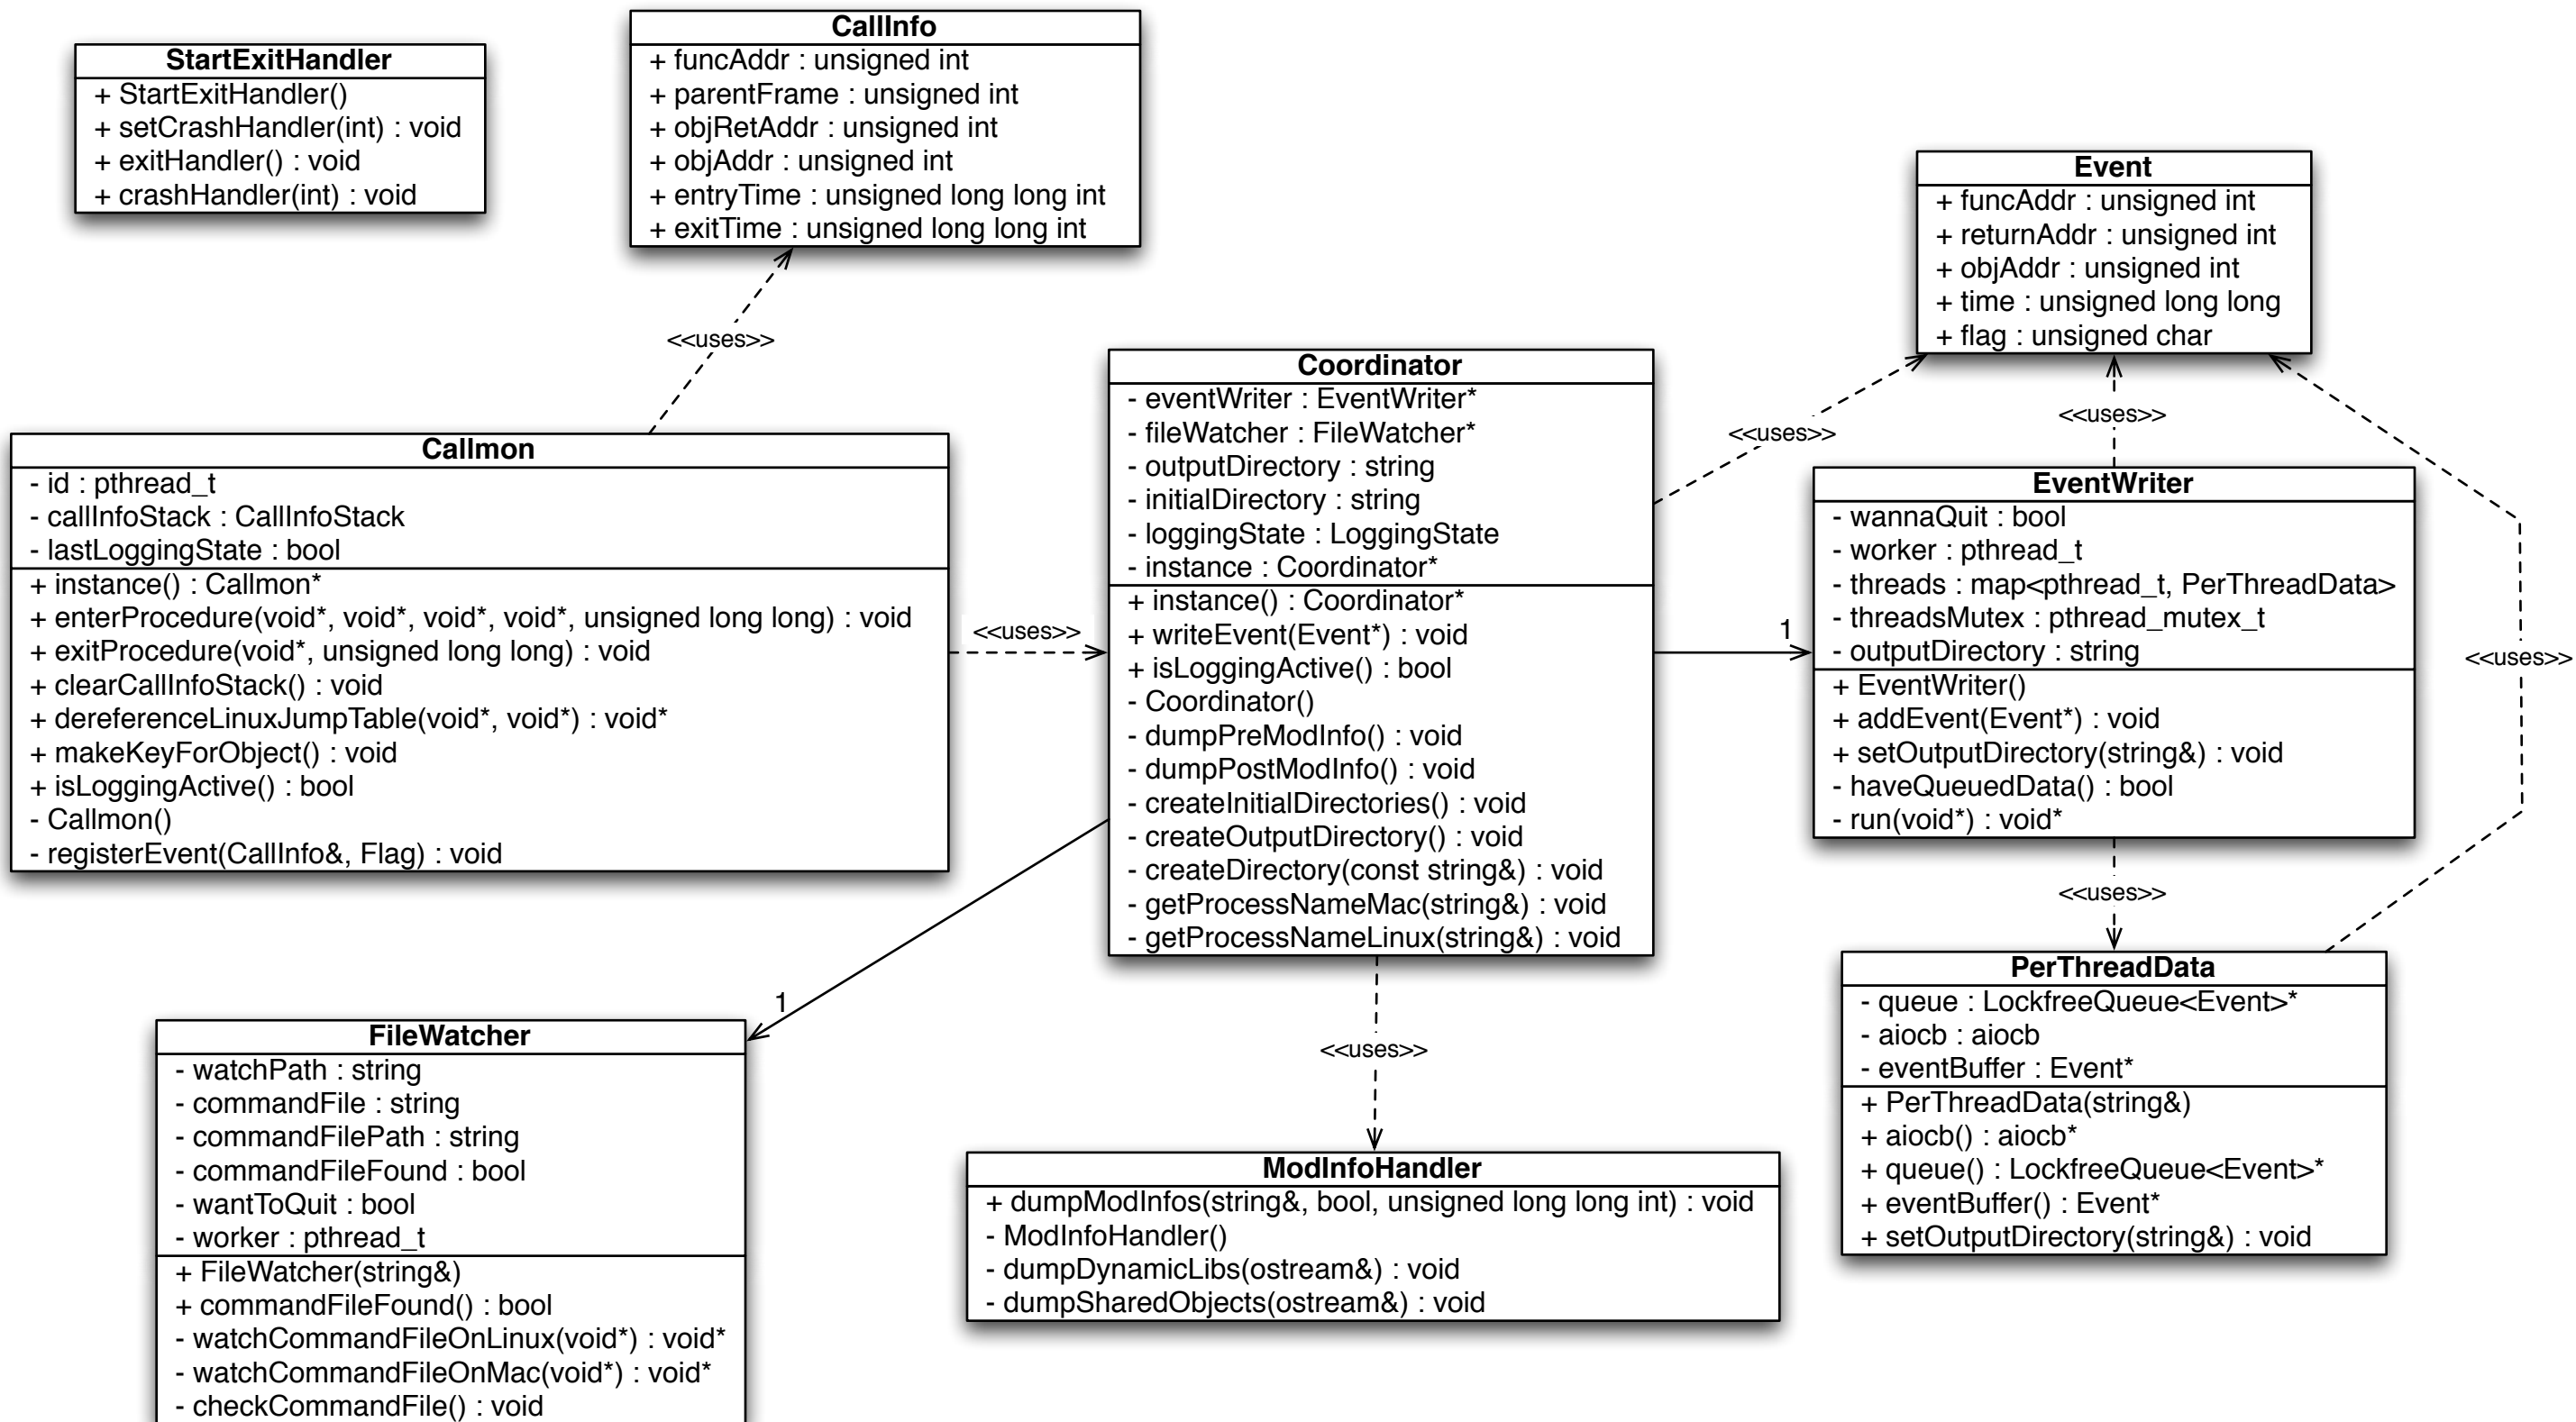 StartExitHandler
+ StartExitHandler()
+ setCrashHandler(int) : void
+ exitHandler() : void
+ crashHandler(int) : void
CallInfo
+ funcAddr : unsigned int
+ parentFrame : unsigned int
+ objRetAddr : unsigned int
+ objAddr : unsigned int
+ entryTime : unsigned long long int
+ exitTime : unsigned long long int
<<uses>>
Event
+ funcAddr : unsigned int
+ returnAddr : unsigned int
+ objAddr : unsigned int
+ time : unsigned long long
+ flag : unsigned char
<<uses>>
<<uses>>
<<uses>>
Callmon
- id : pthread_t
- callInfoStack : CallInfoStack
- lastLoggingState : bool
+ instance() : Callmon*
+ enterProcedure(void*, void*, void*, void*, unsigned long long) : void
+ exitProcedure(void*, unsigned long long) : void
+ clearCallInfoStack() : void
+ dereferenceLinuxJumpTable(void*, void*) : void*
+ makeKeyForObject() : void
+ isLoggingActive() : bool
- Callmon()
- registerEvent(CallInfo&, Flag) : void
<<uses>>
Coordinator
- eventWriter : EventWriter*
- fileWatcher : FileWatcher*
- outputDirectory : string
- initialDirectory : string
- loggingState : LoggingState
- instance : Coordinator*
+ instance() : Coordinator*
+ writeEvent(Event*) : void
+ isLoggingActive() : bool
- Coordinator()
- dumpPreModInfo() : void
- dumpPostModInfo() : void
- createInitialDirectories() : void
- createOutputDirectory() : void
- createDirectory(const string&) : void
- getProcessNameMac(string&) : void
- getProcessNameLinux(string&) : void
1
EventWriter
- wannaQuit : bool
- worker : pthread_t
- threads : map<pthread_t, PerThreadData>
- threadsMutex : pthread_mutex_t
- outputDirectory : string
+ EventWriter()
+ addEvent(Event*) : void
+ setOutputDirectory(string&) : void
- haveQueuedData() : bool
- run(void*) : void*
<<uses>>
PerThreadData
- queue : LockfreeQueue<Event>*
- aiocb : aiocb
- eventBuffer : Event*
+ PerThreadData(string&)
+ aiocb() : aiocb*
+ queue() : LockfreeQueue<Event>*
+ eventBuffer() : Event*
+ setOutputDirectory(string&) : void
1
FileWatcher
- watchPath : string
- commandFile : string
- commandFilePath : string
- commandFileFound : bool
- wantToQuit : bool
- worker : pthread_t
+ FileWatcher(string&)
+ commandFileFound() : bool
- watchCommandFileOnLinux(void*) : void*
- watchCommandFileOnMac(void*) : void*
- checkCommandFile() : void
<<uses>>
ModInfoHandler
+ dumpModInfos(string&, bool, unsigned long long int) : void
- ModInfoHandler()
- dumpDynamicLibs(ostream&) : void
- dumpSharedObjects(ostream&) : void